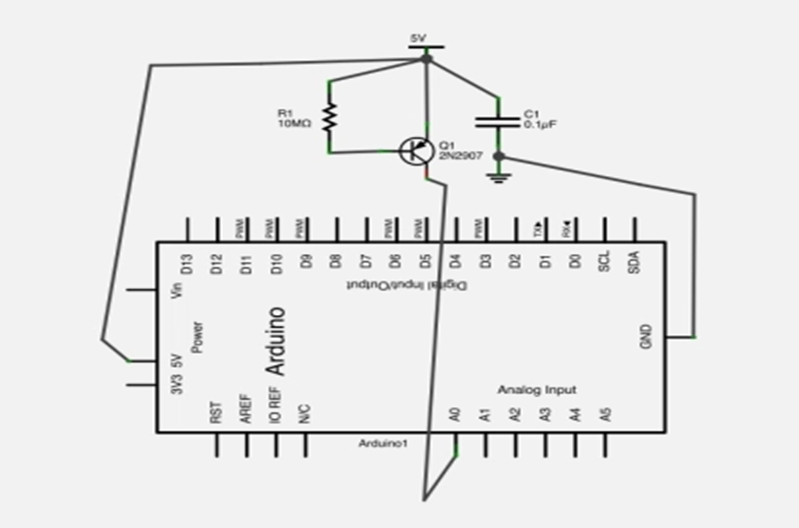 5V
R1
10MΩ
C1
0.1µF
Q1
2N2907
PWM PWM PWM PWM PWM PWM TX RX
D13 D12 D11 D10 D9 D8 D7 D6 D5 D4 D3 D2 D1 D0 SCL SDA
Digital Input/Output
Vin
Power
5V
3V3
Arduino
GND
Analog Input
RST AREF IO REF N/C A0 A1 A2 A3 A4 A5
Arduino1